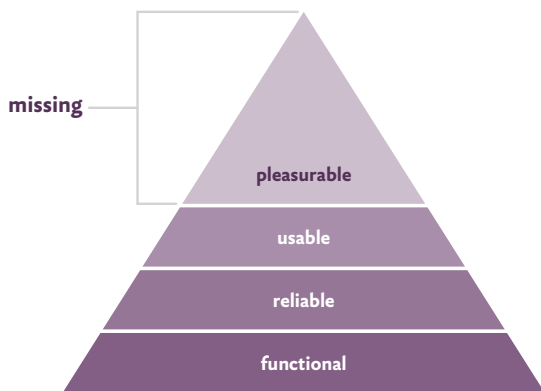 missing
pleasurable
usable
reliable
functional